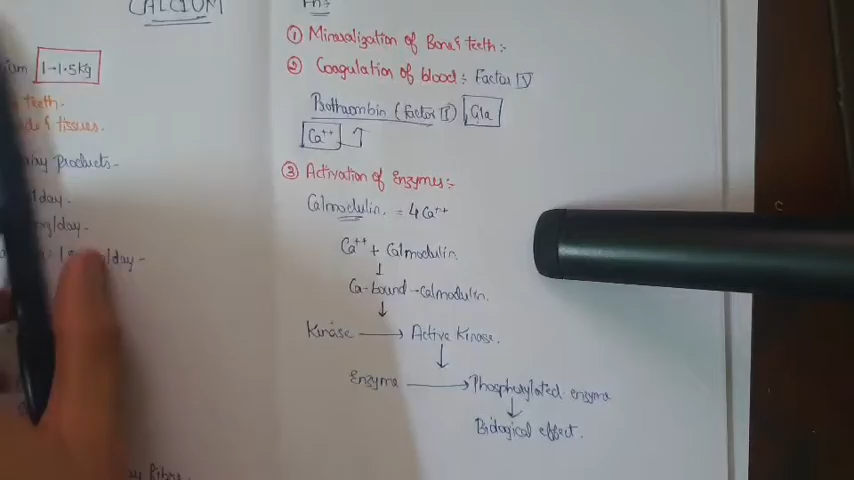 CALCIUM
1-1.5kg
teeth.
& tissues.
products-
/day.
/day-
/day-
Fn:
① Mineralization of Bone & teeth:-
② Coagulation of blood:- Factor IV
Prothrombin (factor II) Gla
Ca++
③ Activation of Enzymes:-
Calmodulin. = 4Ca++
Ca++ + Calmodulin
↓
Ca-bound-calmodulin.
↓
Kinase → Active Kinase.
↓
Enzyme → Phosphorylated enzyme
↓
Biological effect.